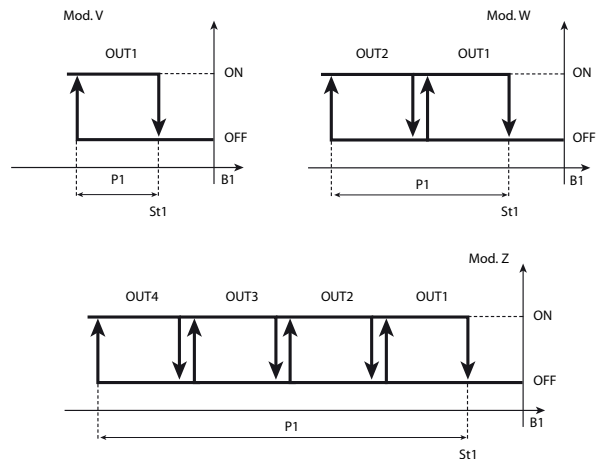 Mod. V
OUT1
ON
OFF
P1
B1
St1
Mod. W
OUT2
OUT1
ON
OFF
P1
B1
St1
Mod. Z
OUT4
OUT3
OUT2
OUT1
ON
OFF
P1
B1
St1